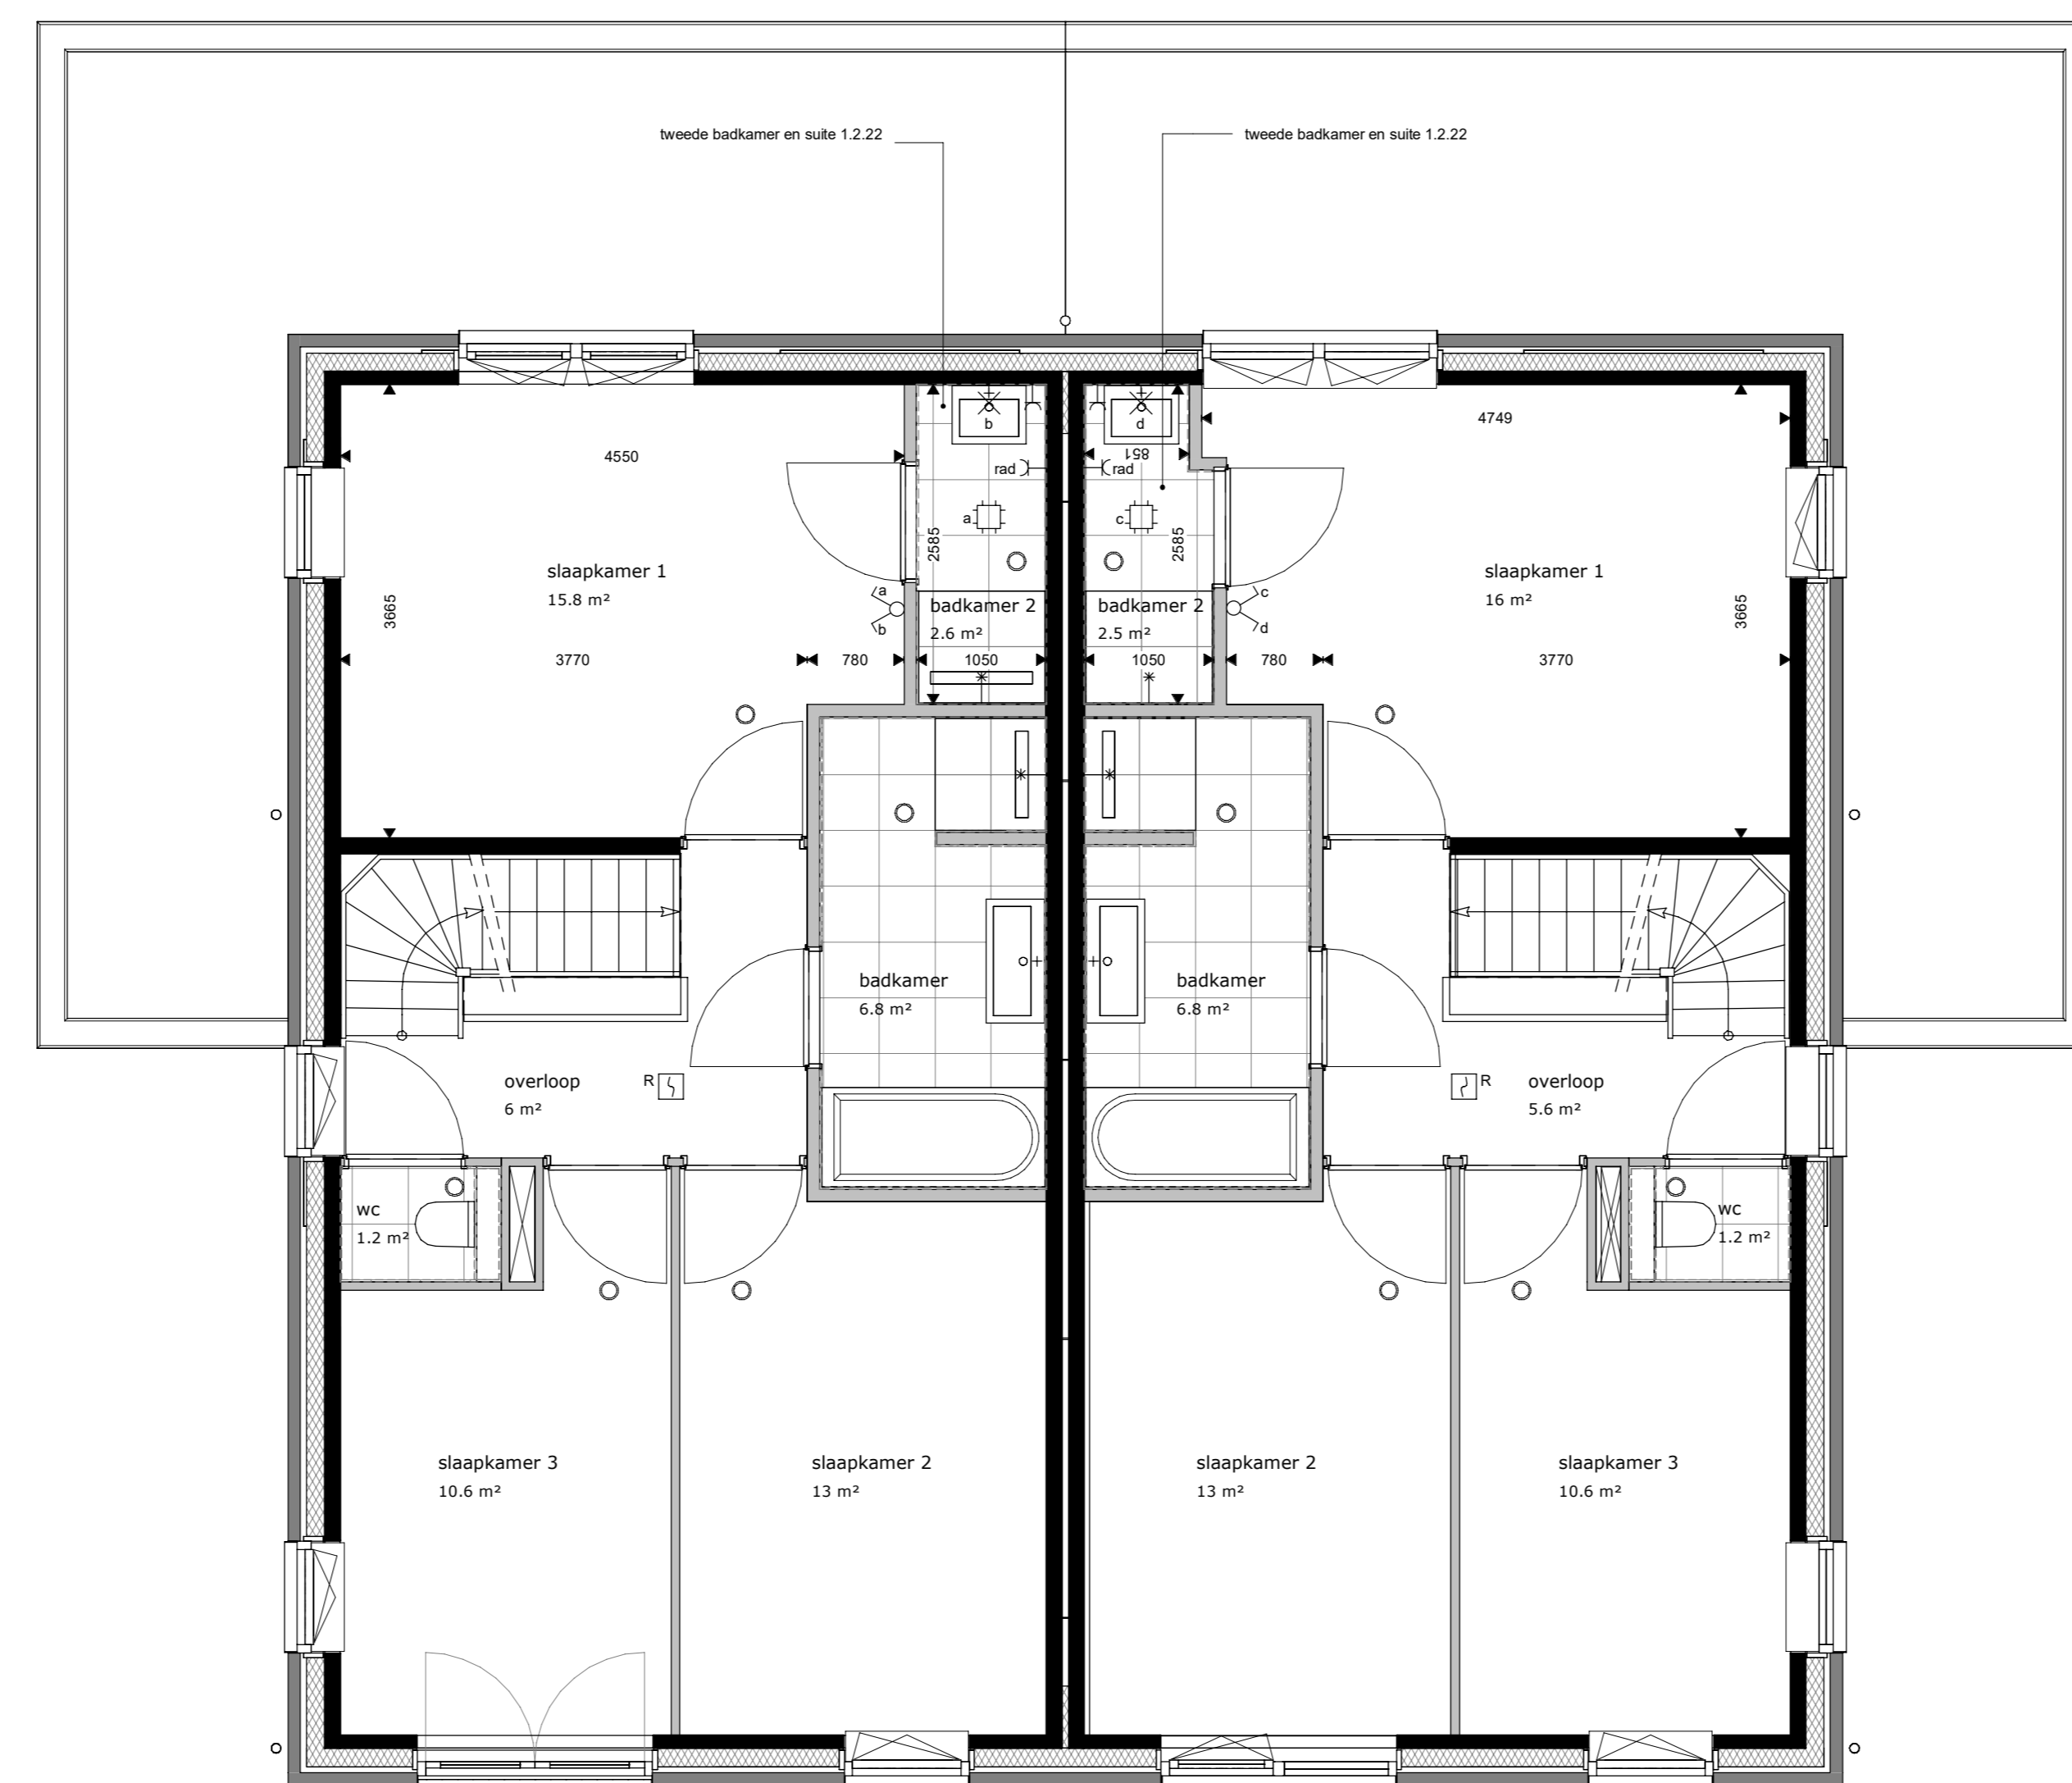 tweede badkamer en suite 1.2.22
tweede badkamer en suite 1.2.22
b
d
4749
4550
851
rad
rad
a
c
2585
2585
slaapkamer 1
15.8 m²
slaapkamer 1
16 m²
3665
a
b
badkamer 2
2.6 m²
badkamer 2
2.5 m²
c
d
3665
3770
780
1050
1050
780
3770
badkamer
6.8 m²
badkamer
6.8 m²
overloop
6 m²
R
R
overloop
5.6 m²
wc
1.2 m²
wc
1.2 m²
slaapkamer 3
10.6 m²
slaapkamer 2
13 m²
slaapkamer 2
13 m²
slaapkamer 3
10.6 m²